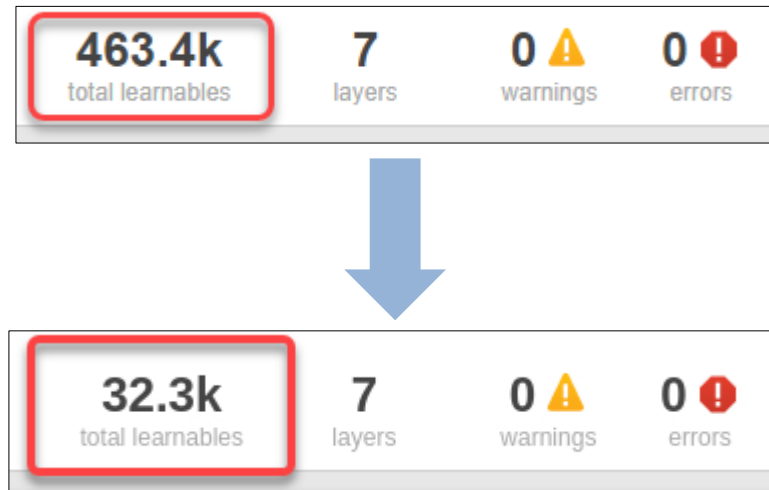 463.4k 7 0 0
total learnables layers warnings errors
32.3k 7 0 0
total learnables layers warnings errors